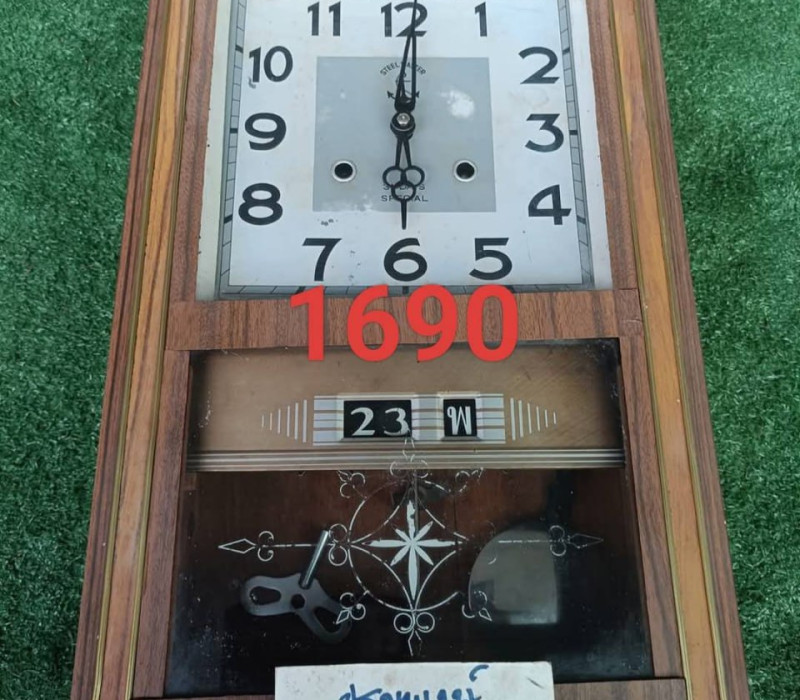 11 12 1
10 2
STEEL MASTER
9 3
SPECIAL
8 4
7 6 5
1690
23 พ